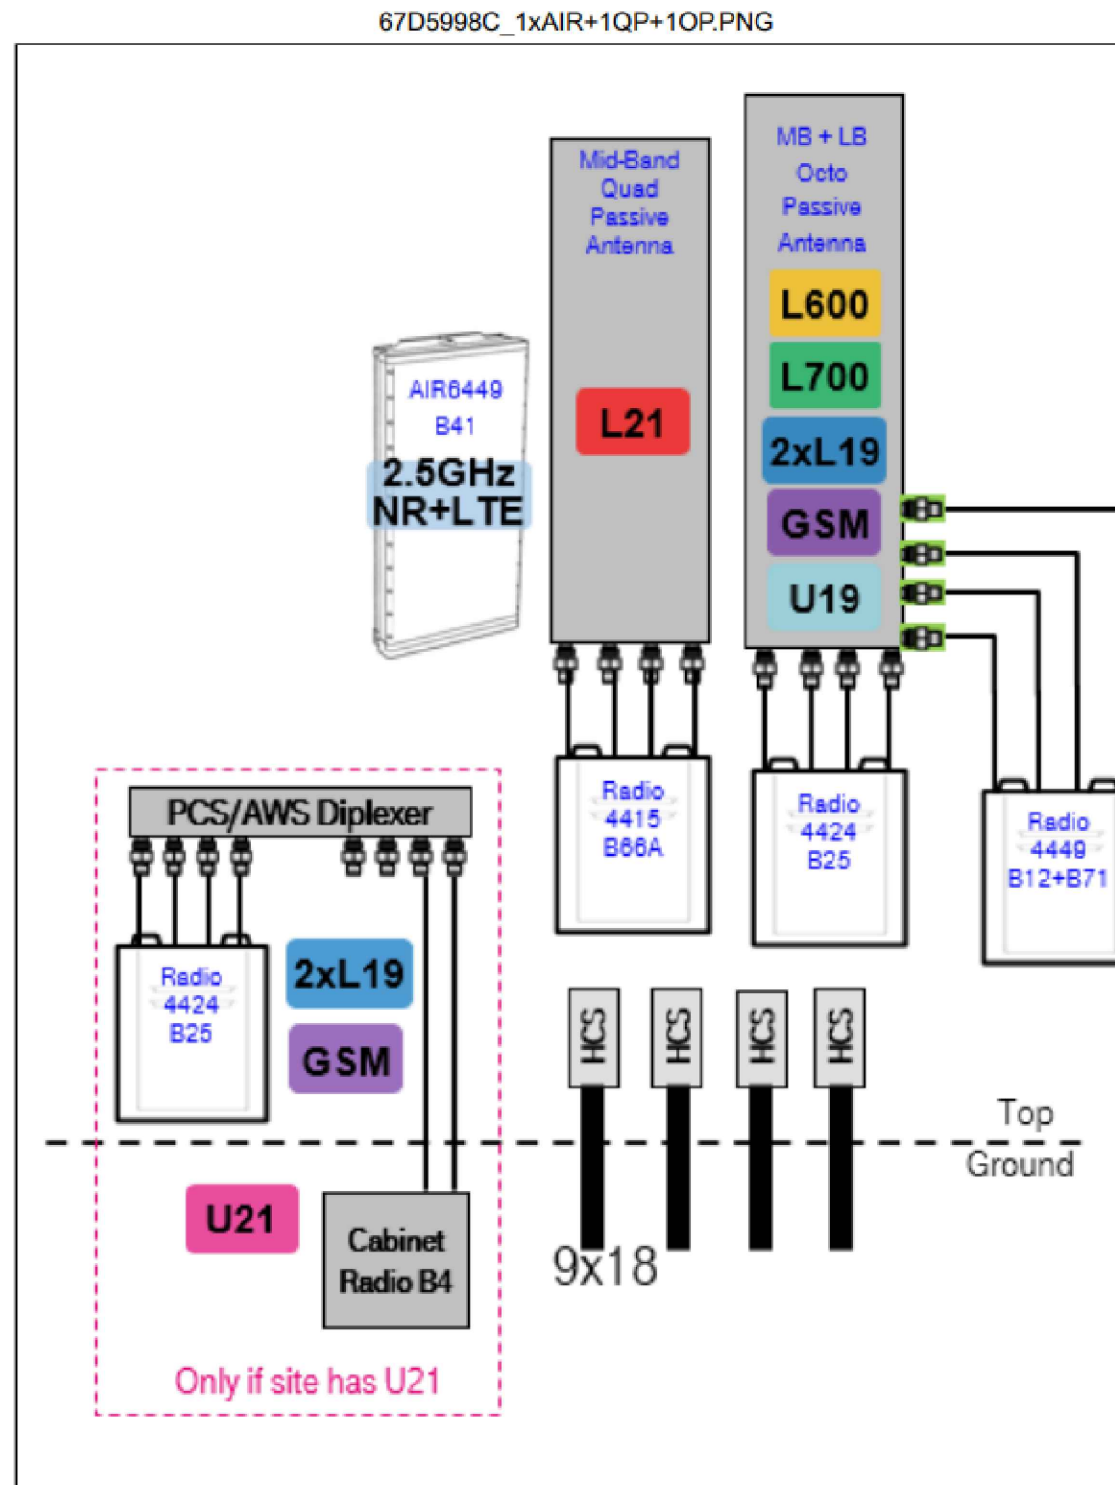 67D5998C_1xAIR+1QP+1OP.PNG
Mid-Band
Quad
Passive
Antenna
L21
MB + LB
Octo
Passive
Antenna
L600
L700
2xL19
GSM
U19
AIR6449
B41
2.5GHz
NR+LTE
PCS/AWS Diplexer
Radio
4415
B66A
Radio
4424
B25
Radio
4449
B12+B71
Radio
4424
B25
2xL19
GSM
HCS
HCS
HCS
HCS
Top
Ground
U21
Cabinet
Radio B4
9x18
Only if site has U21